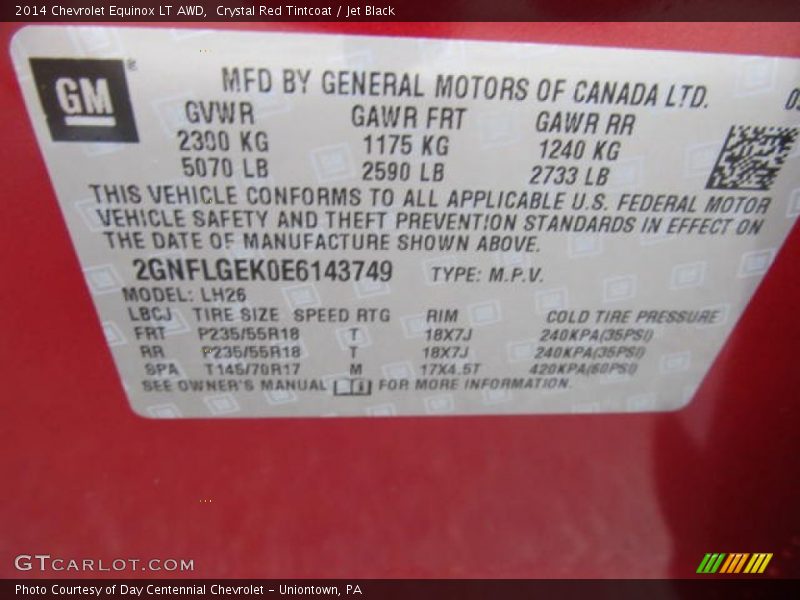 2014 Chevrolet Equinox LT AWD,  Crystal Red Tintcoat / Jet Black
GM ®
MFD BY GENERAL MOTORS OF CANADA LTD.
GVWR GAWR FRT GAWR RR
2300 KG 1175 KG 1240 KG
5070 LB 2590 LB 2733 LB
THIS VEHICLE CONFORMS TO ALL APPLICABLE U.S. FEDERAL MOTOR
VEHICLE SAFETY AND THEFT PREVENTION STANDARDS IN EFFECT ON
THE DATE OF MANUFACTURE SHOWN ABOVE.
2GNFLGEK0E6143749 TYPE: M.P.V.
MODEL: LH26
LBCJ TIRE SIZE SPEED RTG RIM COLD TIRE PRESSURE
FRT P235/55R18 T 18X7J 240KPA(35PSI)
RR P235/55R18 T 18X7J 240KPA(35PSI)
SPA T145/70R17 M 17X4.5T 420KPA(60PSI)
SEE OWNER'S MANUAL FOR MORE INFORMATION.
GTCARLOT.COM
Photo Courtesy of Day Centennial Chevrolet - Uniontown, PA